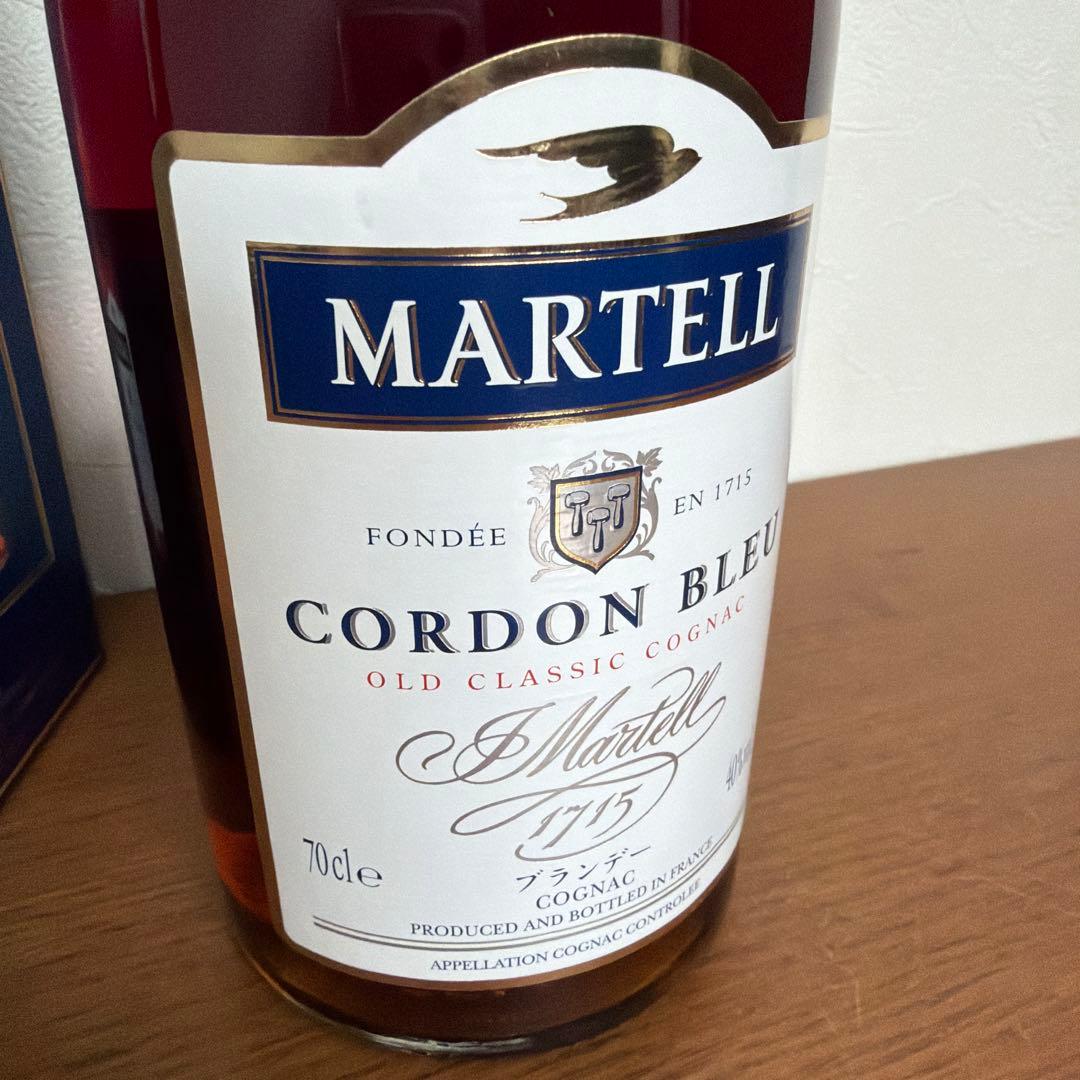 MARTELL
FONDÉE EN 1715
CORDON BLEU
OLD CLASSIC COGNAC
J Martell
1715
70cl e
ブランデー
COGNAC
PRODUCED AND BOTTLED IN FRANCE
APPELLATION COGNAC CONTROLEE